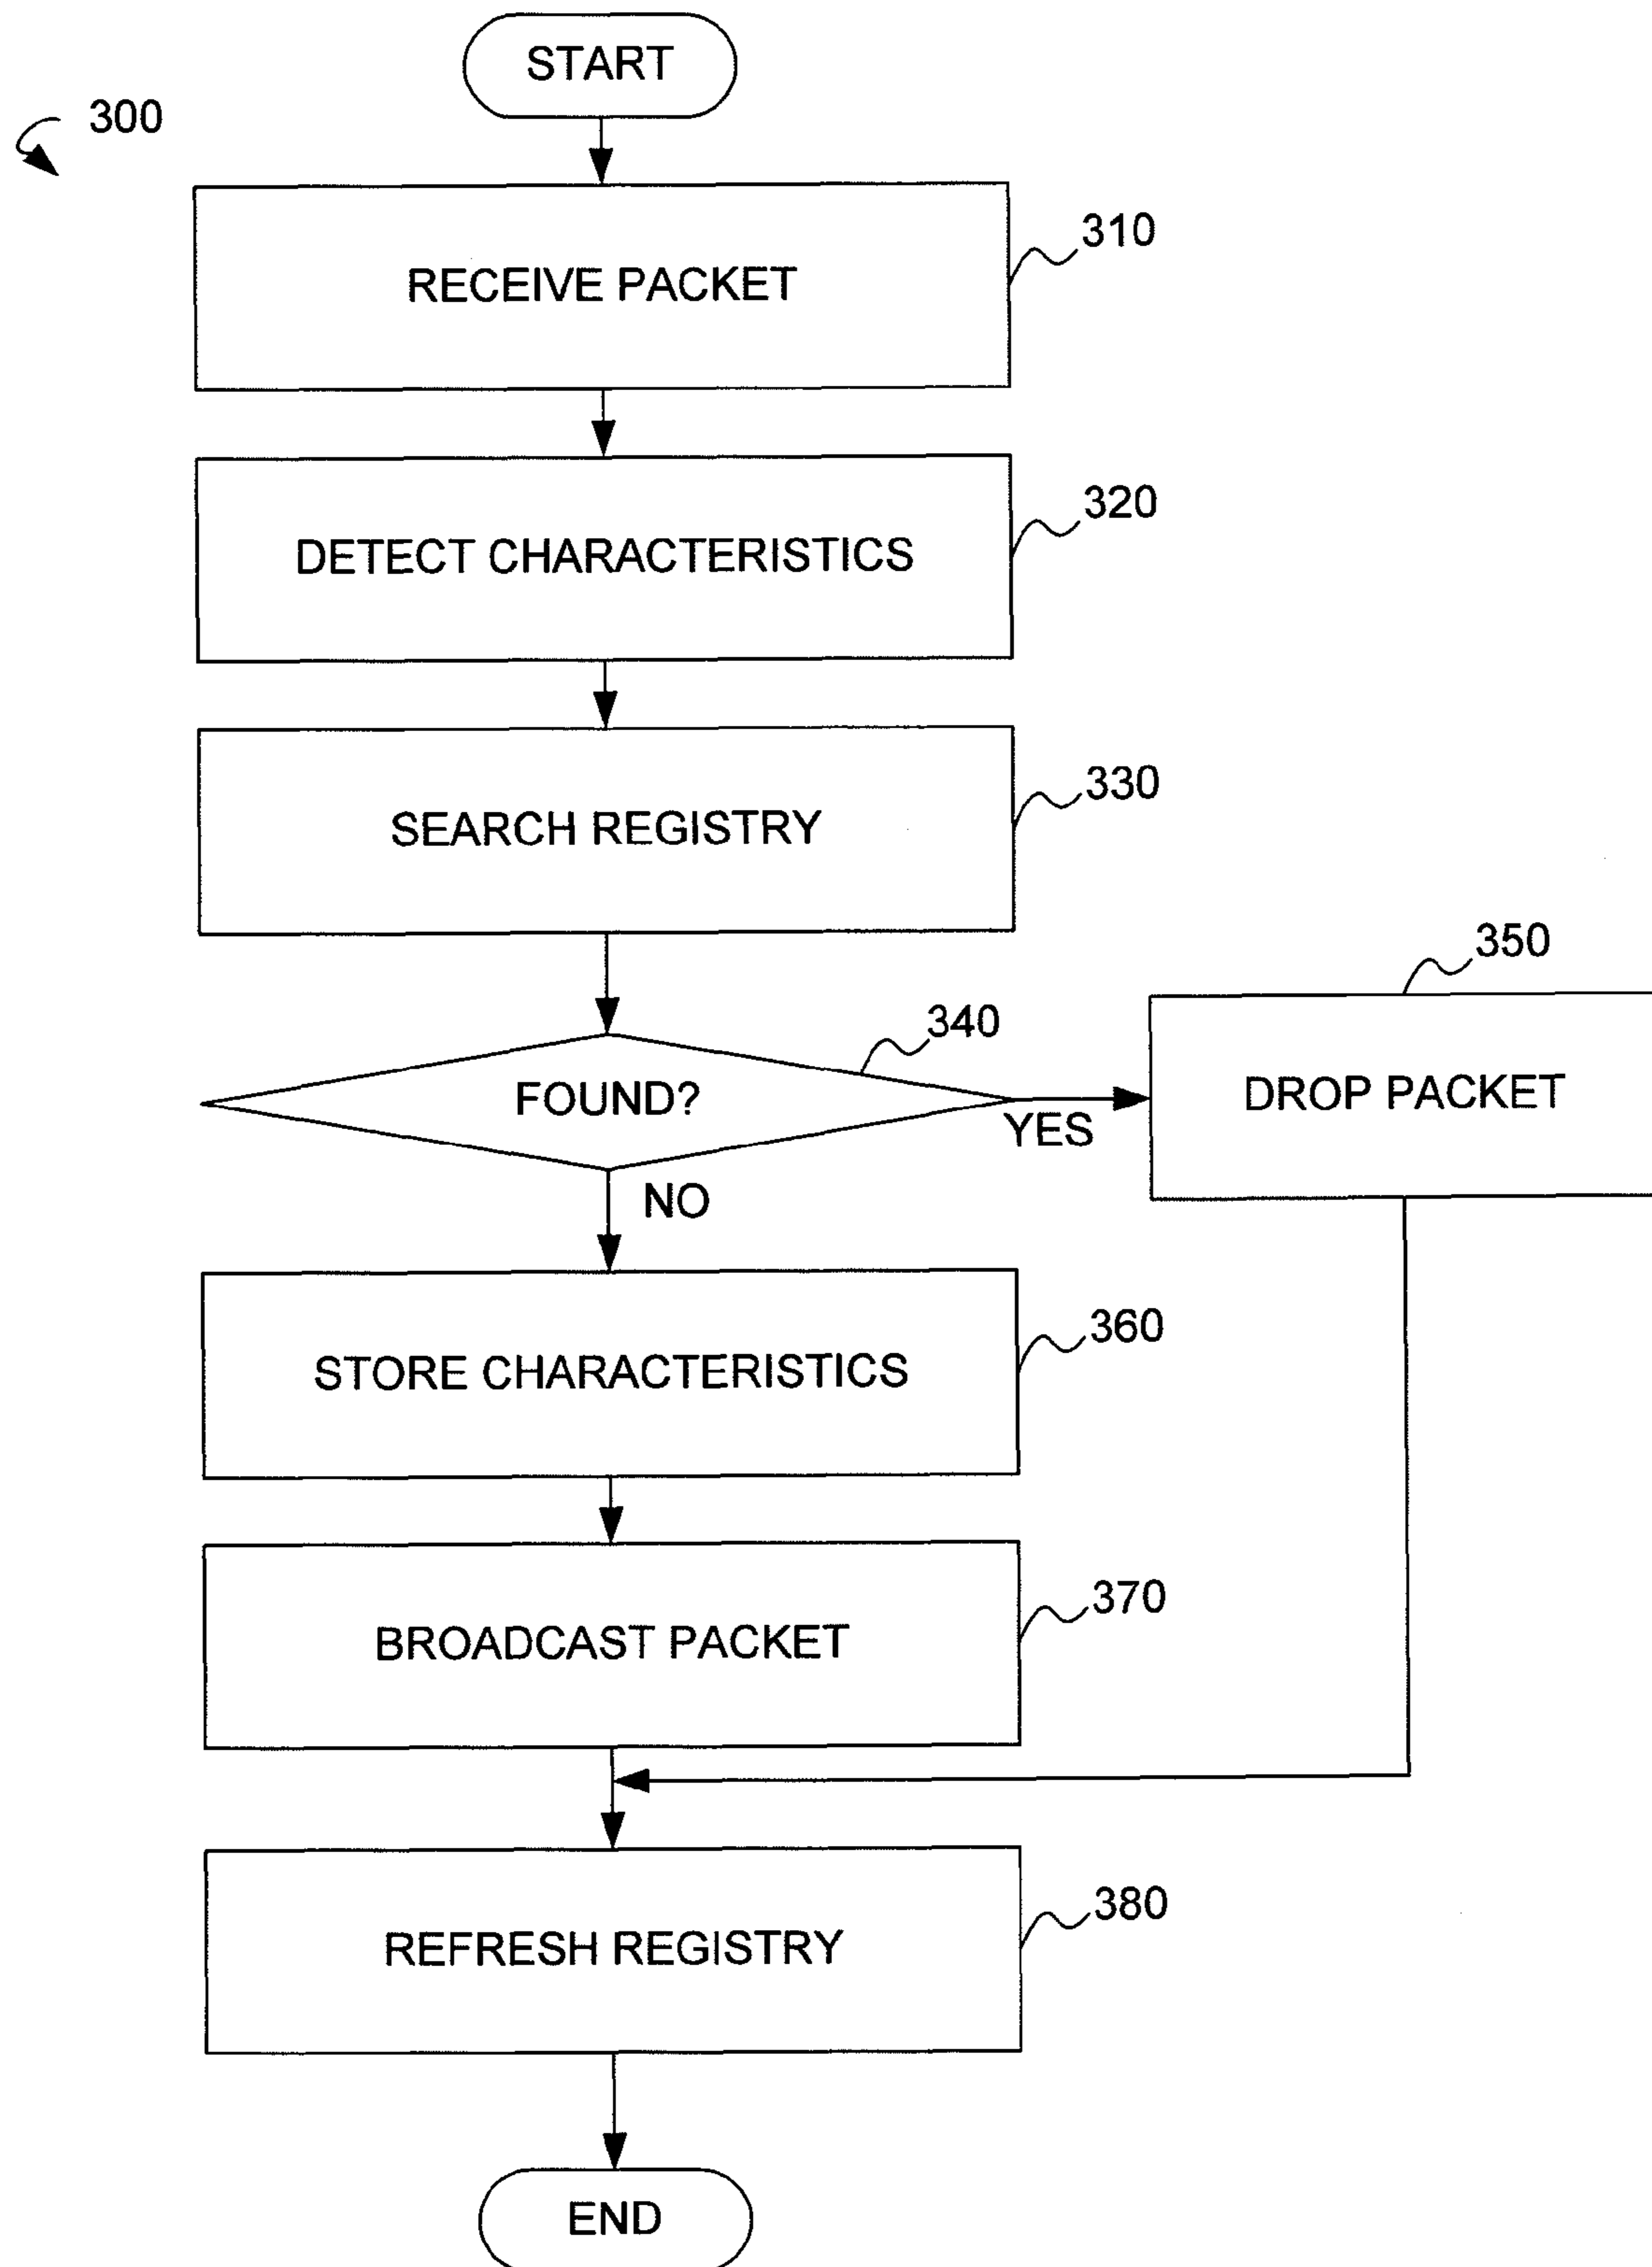 START
300
RECEIVE PACKET
310
DETECT CHARACTERISTICS
320
SEARCH REGISTRY
330
350
340
FOUND?
DROP PACKET
YES
NO
STORE CHARACTERISTICS
360
BROADCAST PACKET
370
REFRESH REGISTRY
380
END